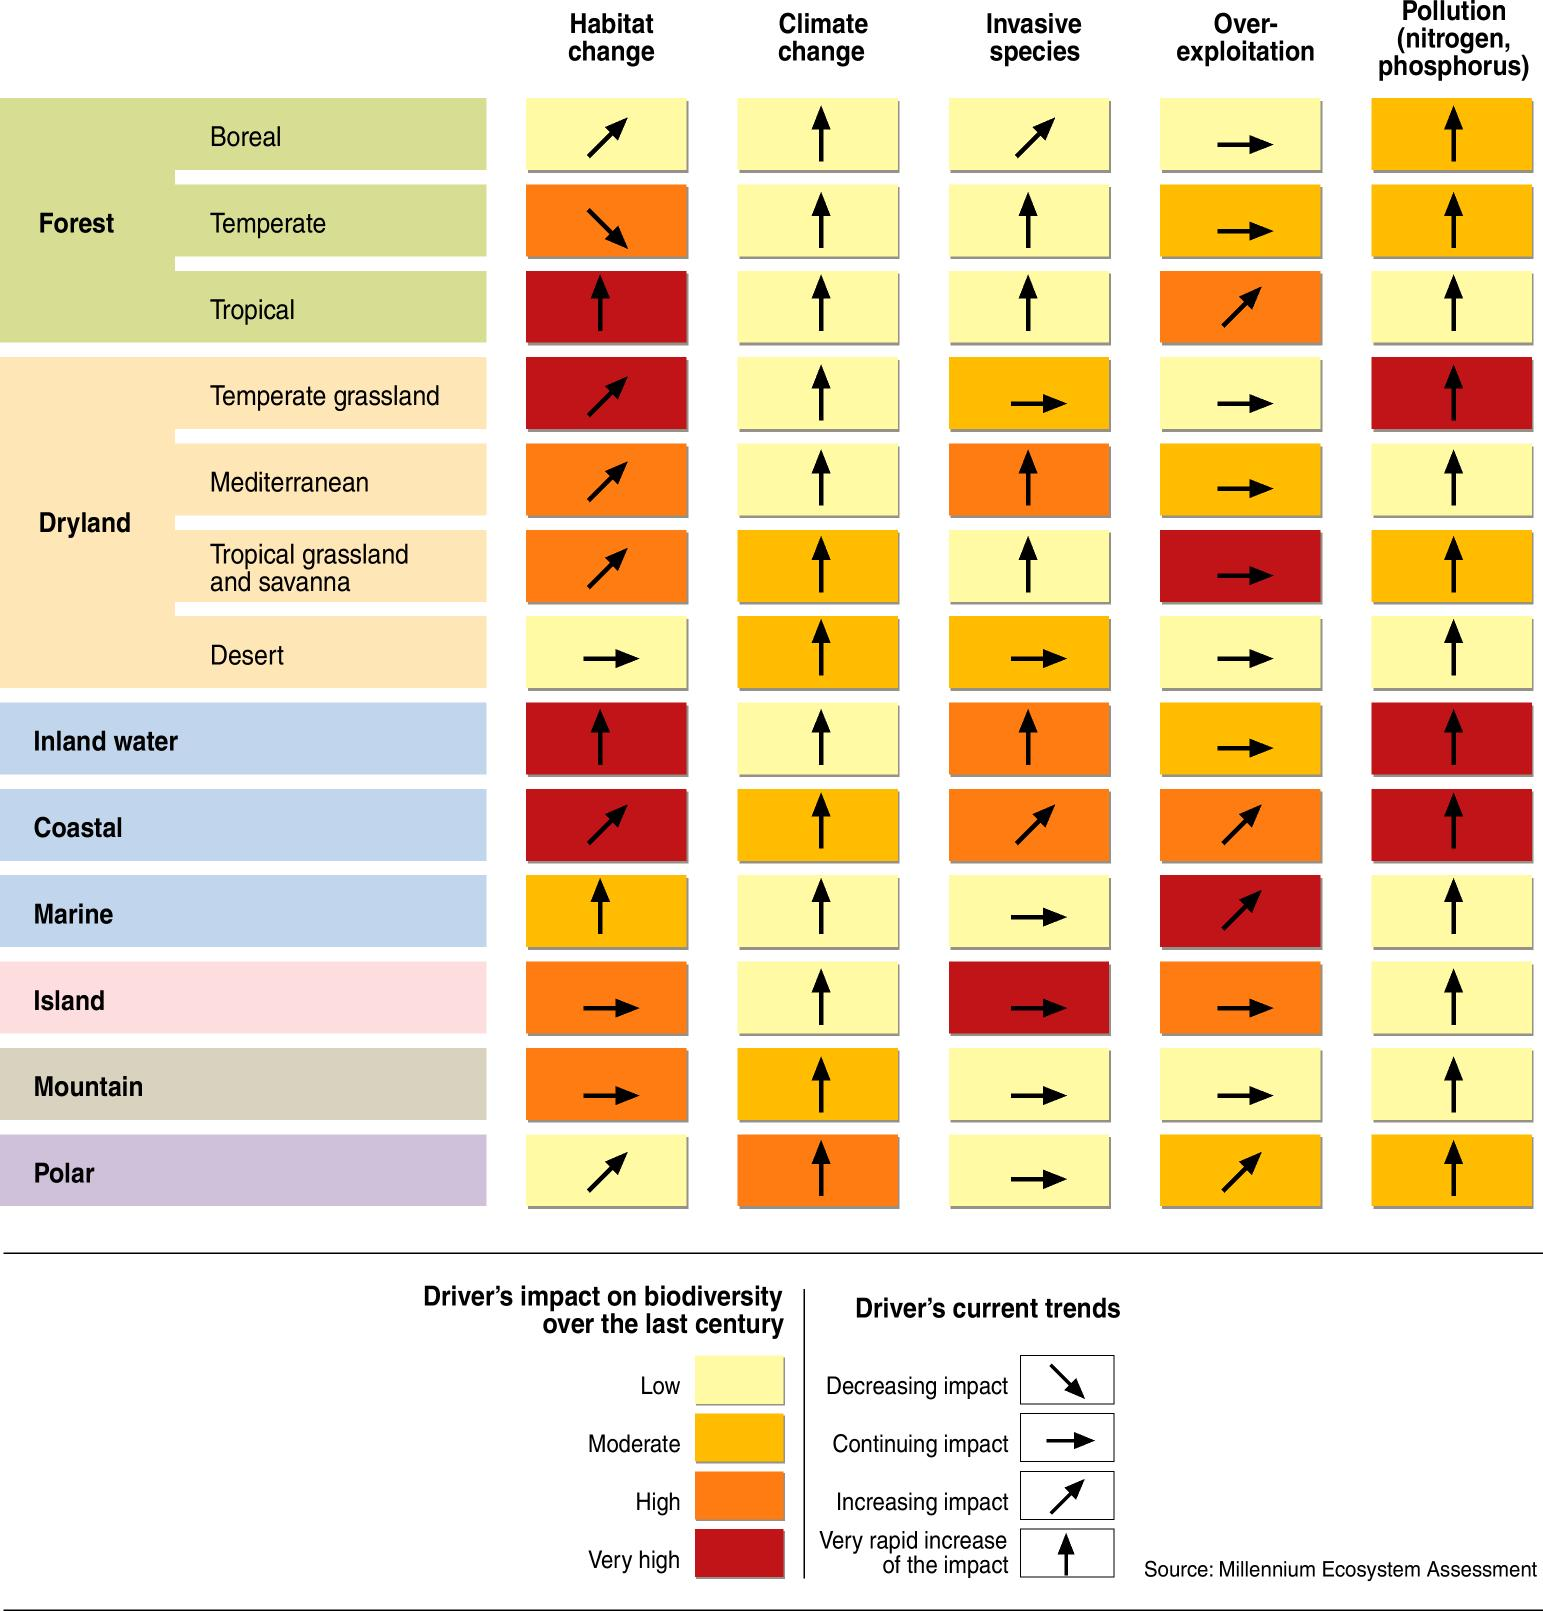 Habitat
change
Climate
change
Invasive
species
Over-
exploitation
Pollution
(nitrogen,
phosphorus)
Forest
Boreal
Temperate
Tropical
Dryland
Temperate grassland
Mediterranean
Tropical grassland
and savanna
Desert
Inland water
Coastal
Marine
Island
Mountain
Polar
Driver’s impact on biodiversity
over the last century
Low
Moderate
High
Very high
Driver’s current trends
Decreasing impact
Continuing impact
Increasing impact
Very rapid increase
of the impact
Source: Millennium Ecosystem Assessment